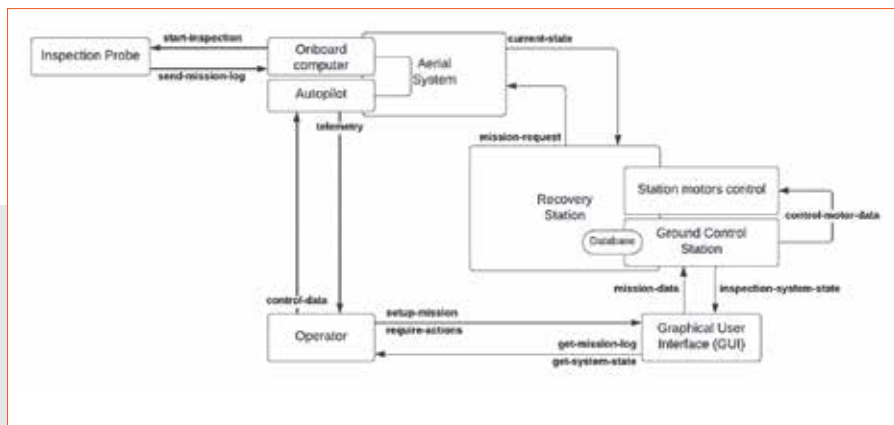 start-inspection
Inspection Probe
send-mission-log
Onboard
computer
Autopilot
Aerial
System
current-state
telemetry
mission-request
Recovery
Station
Station motors control
control-motor-data
Database
Ground Control
Station
mission-data
inspection-system-state
control-data
setup-mission
require-actions
Operator
get-mission-log
get-system-state
Graphical User
Interface (GUI)